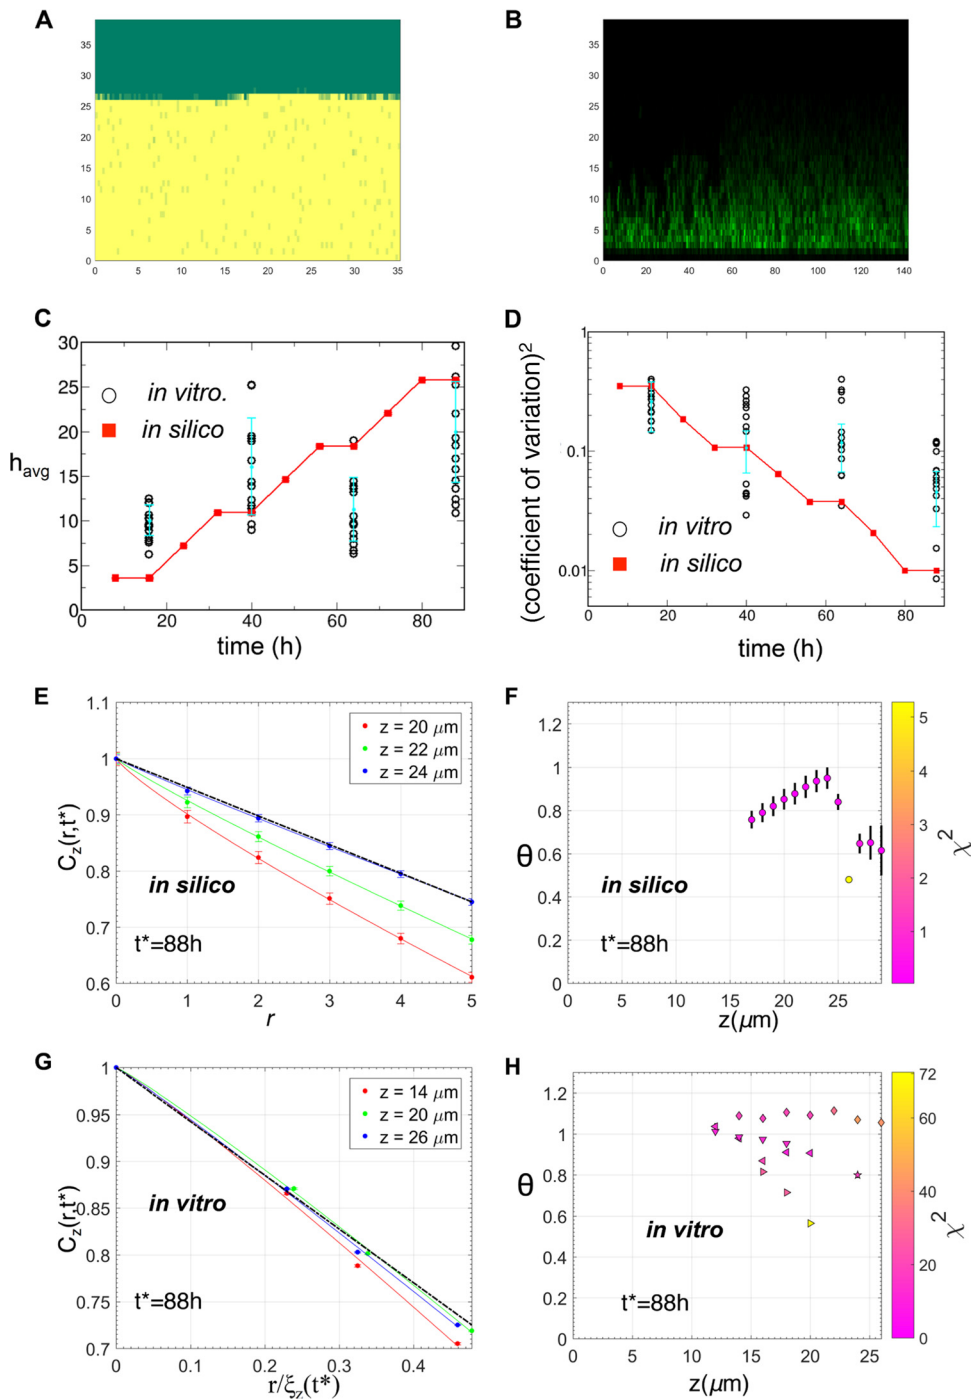 A
35
30
25
20
15
10
5
0
0 5 10 15 20 25 30 35
B
35
30
25
20
15
10
5
0
0 20 40 60 80 100 120 140
C
30
25
20
15
10
5
0
h_avg
in vitro.
in silico
0 20 40 60 80
time (h)
D
1
0.1
0.01
(coefficient of variation)²
in vitro
in silico
0 20 40 60 80
time (h)
E
1.1
1
0.9
0.8
0.7
0.6
C_z(r,t*)
z = 20 μm
z = 22 μm
z = 24 μm
in silico
t*=88h
0 1 2 3 4 5
r
F
1.2
1
0.8
0.6
0.4
0.2
0
θ
in silico
t*=88h
0 5 10 15 20 25
z(μm)
5
4
3
2
1
χ²
G
1
0.95
0.9
0.85
0.8
0.75
0.7
C_z(r,t*)
z = 14 μm
z = 20 μm
z = 26 μm
in vitro
t*=88h
0 0.1 0.2 0.3 0.4
r/ξ_z(t*)
H
1.2
1
0.8
0.6
0.4
0.2
0
θ
in vitro
t*=88h
0 5 10 15 20 25
z(μm)
72
60
40
20
0
χ²